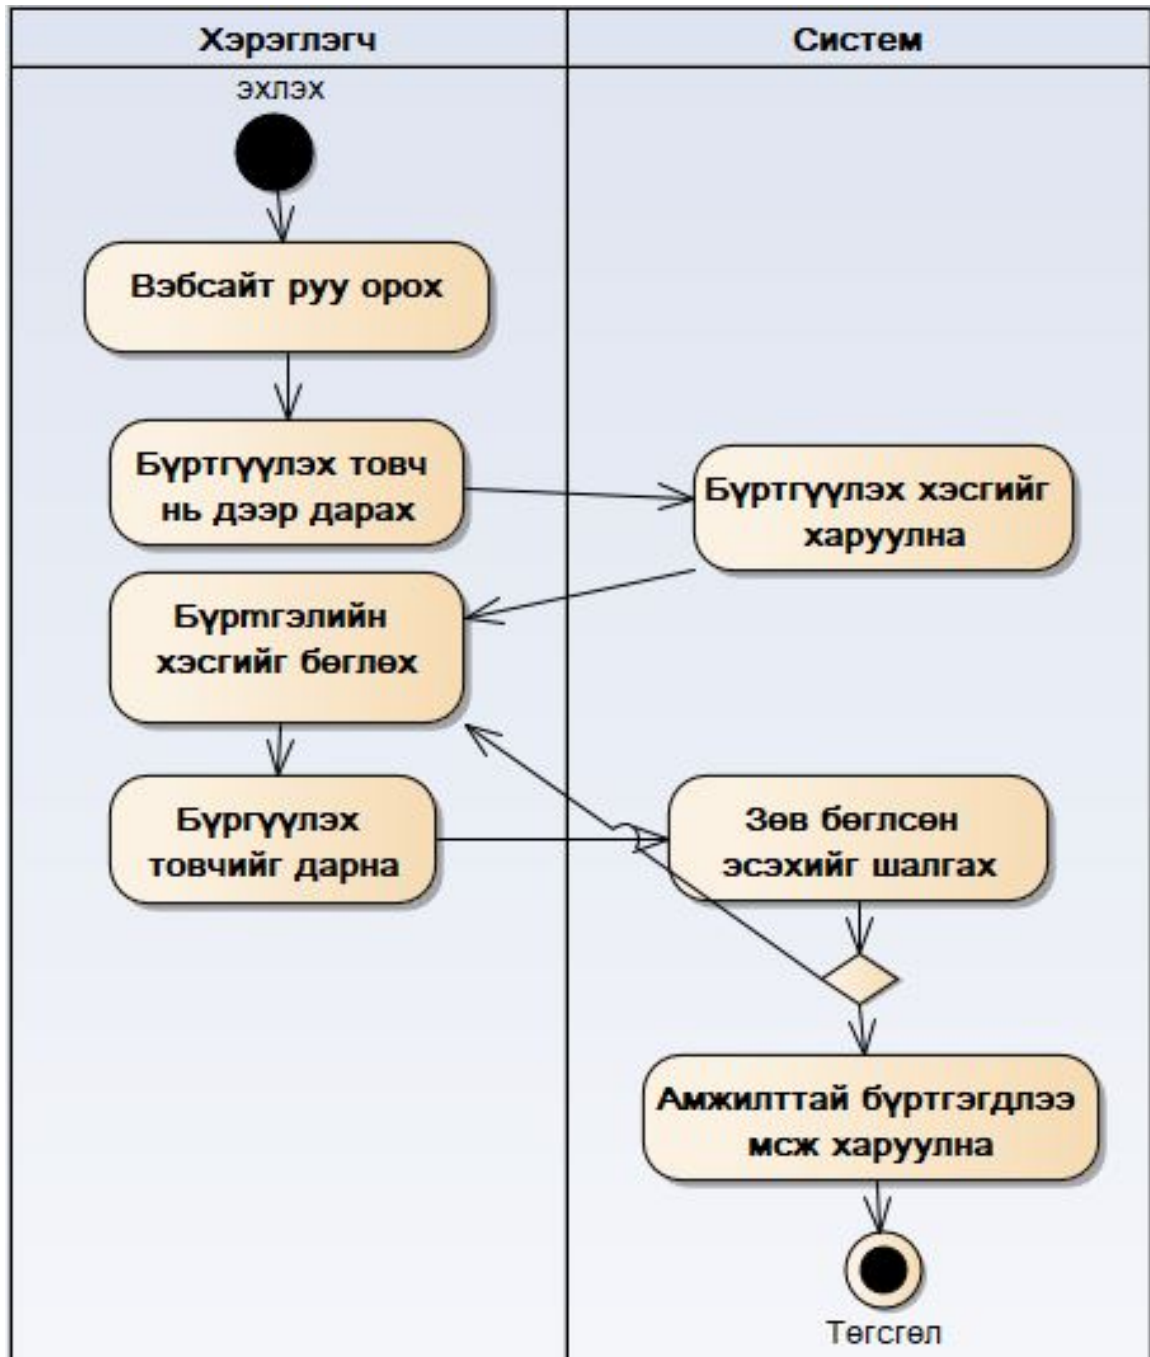 Хэрэглэгч
Систем
эхлэх
Вэбсайт руу орох
Бүртгүүлэх товч
нь дээр дарах
Бүртгүүлэх хэсгийг
харуулна
Бүрmгэлийн
хэсгийг бөглөх
Бүргүүлэх
товчийг дарна
Зөв бөглсөн
эсэхийг шалгах
Амжилттай бүртгэгдлээ
мсж харуулна
Төгсгөл